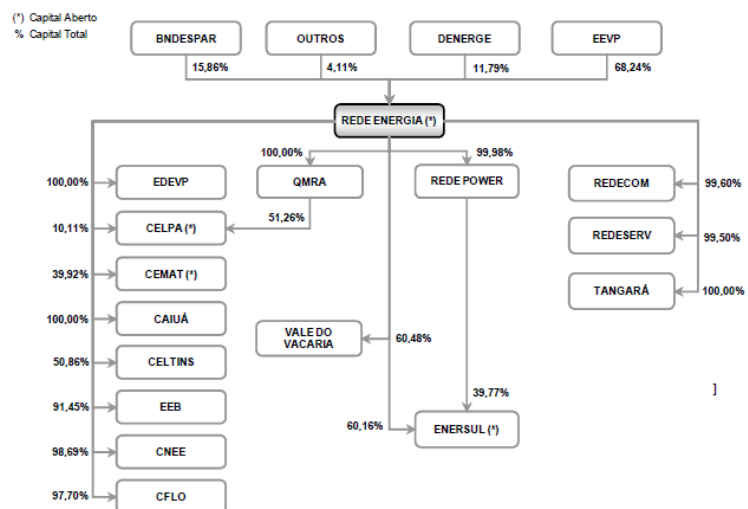 (*) Capital Aberto
% Capital Total
BNDESPAR
OUTROS
DENERGE
EEVP
15,86%
4,11%
11,79%
68,24%
REDE ENERGIA (*)
100,00%
99,98%
100,00%
EDEVP
QMRA
REDE POWER
REDECOM
99,60%
51,26%
10,11%
CELPA (*)
REDESERV
99,50%
39,92%
CEMAT (*)
TANGARÁ
100,00%
100,00%
CAIUÁ
VALE DO
VACARIA
60,48%
50,86%
CELTINS
39,77%
]
91,45%
EEB
60,16%
ENERSUL (*)
98,69%
CNEE
97,70%
CFLO